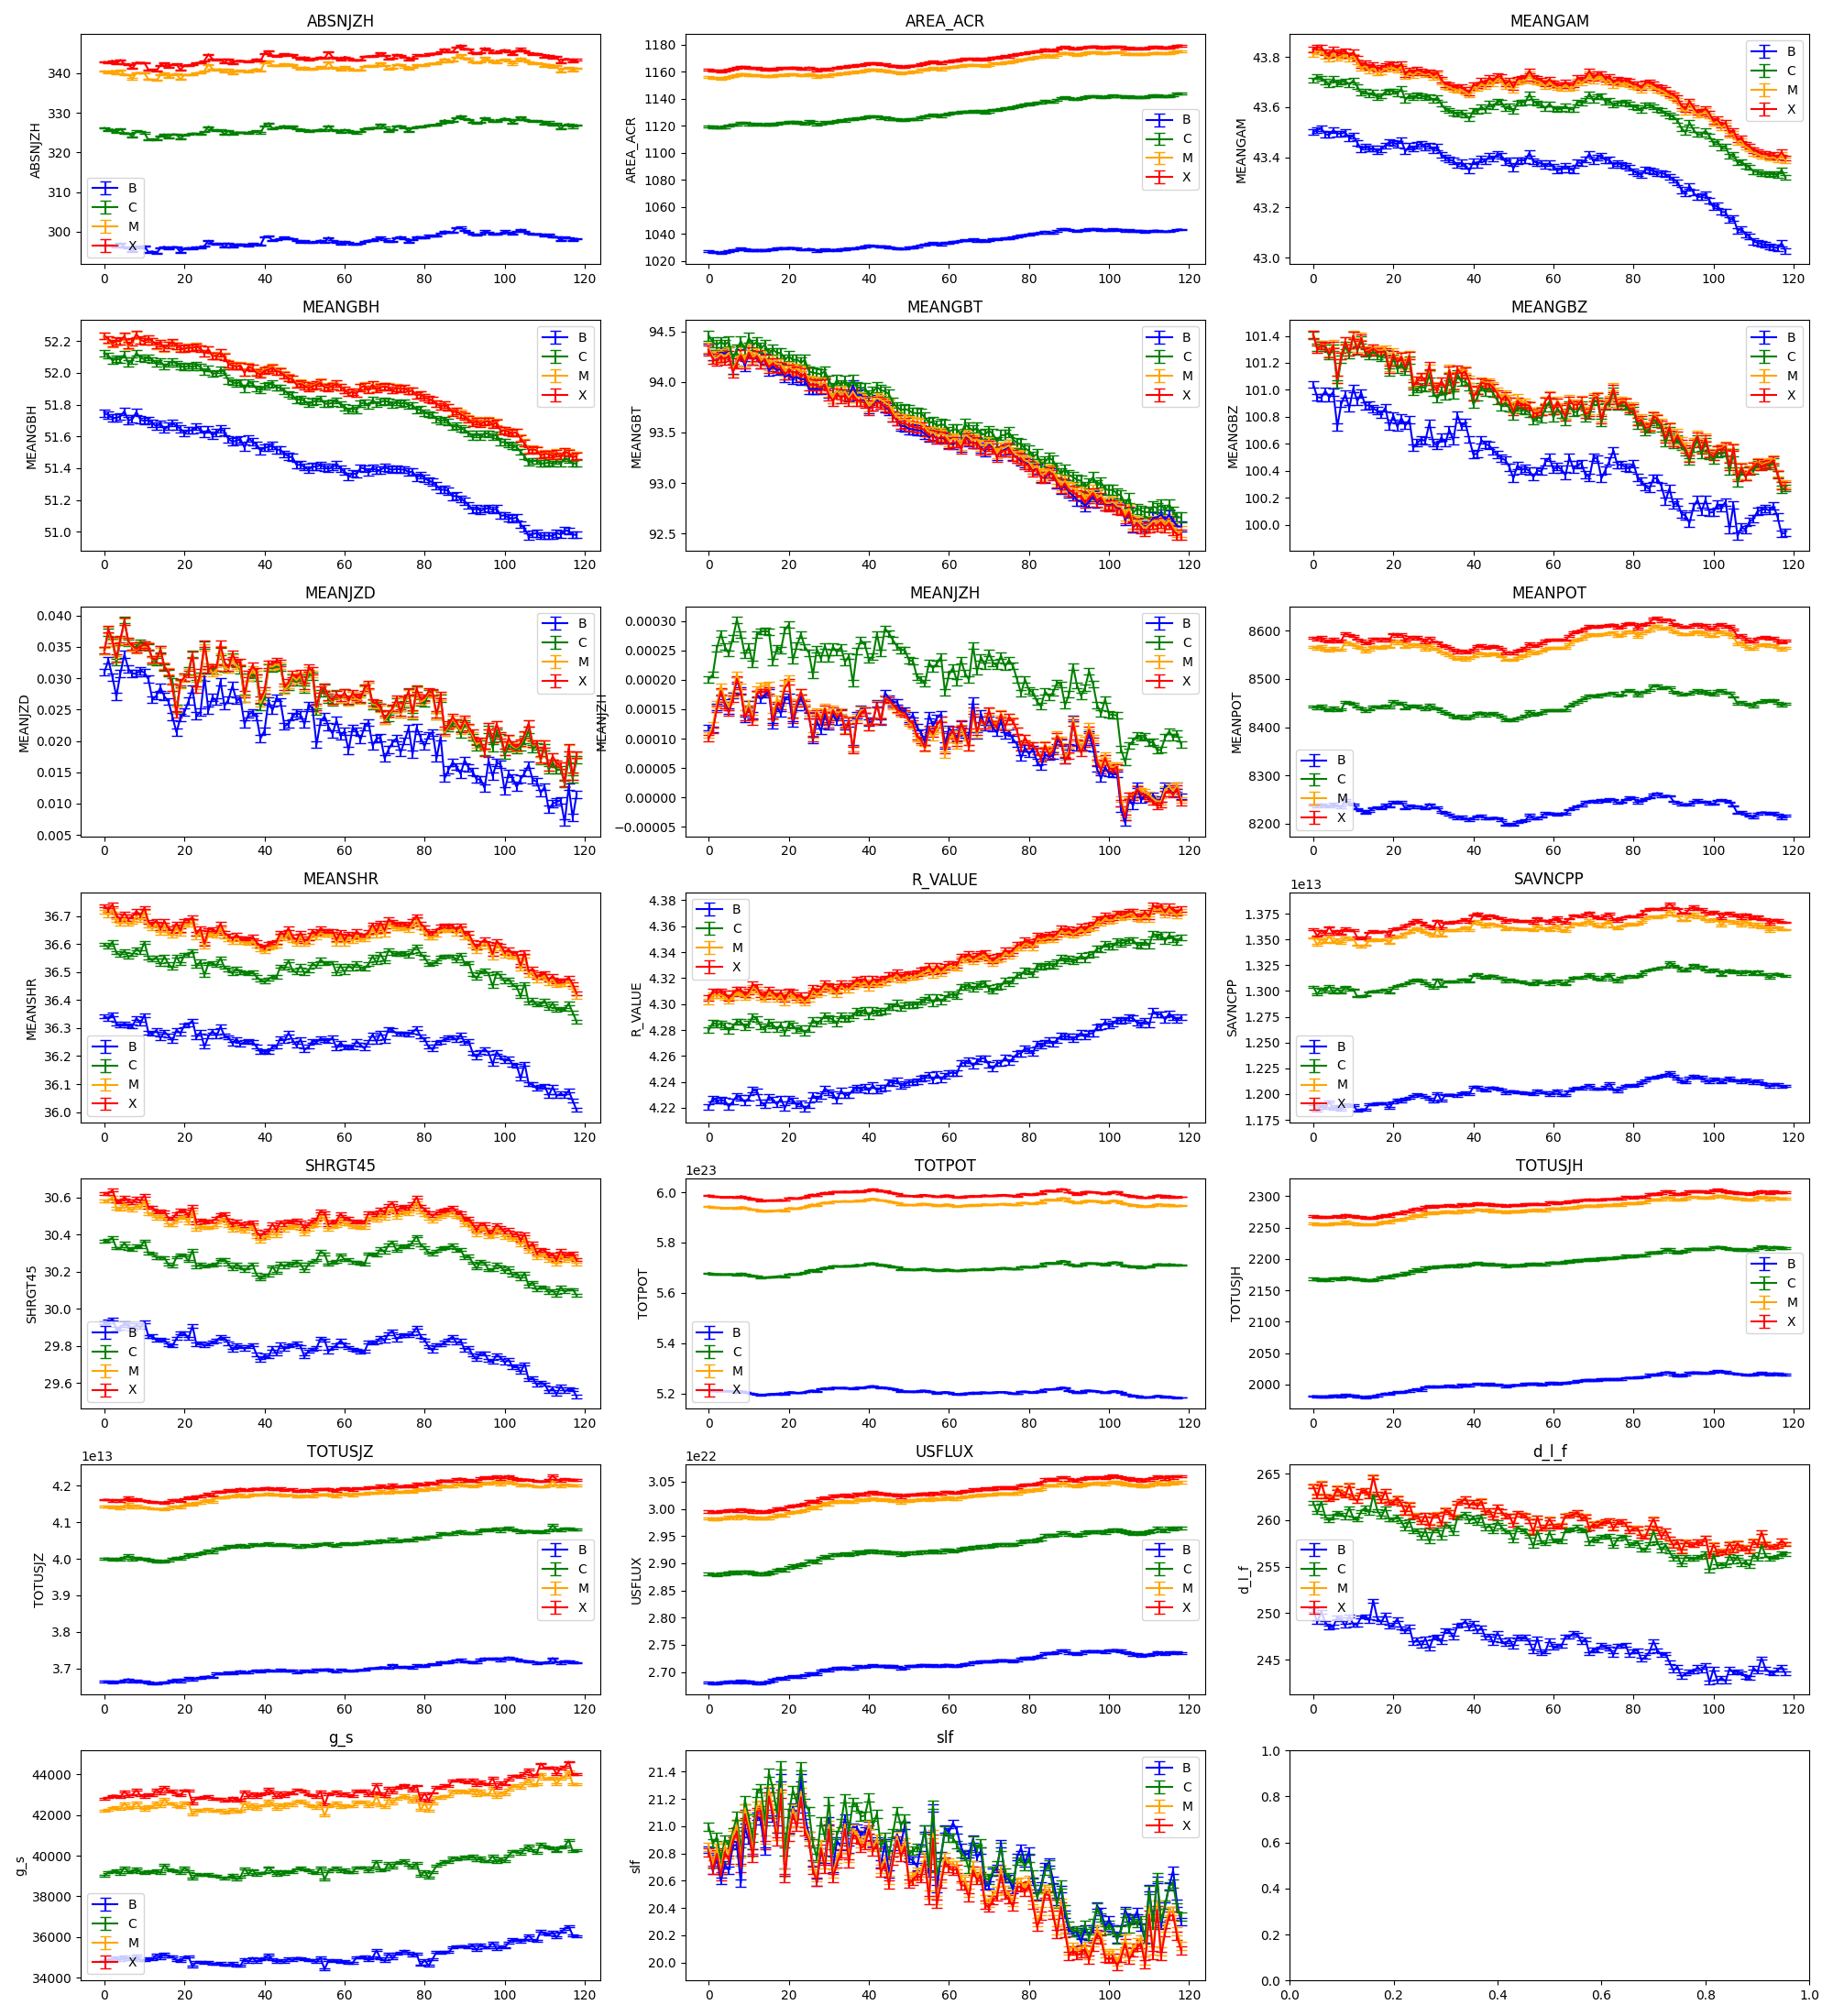 ABSNJZH
ABSNJZH
340
330
320
310
300
B
C
M
X
0 20 40 60 80 100 120
AREA_ACR
AREA_ACR
1180
1160
1140
1120
1100
1080
1060
1040
1020
B
C
M
X
0 20 40 60 80 100 120
MEANGAM
MEANGAM
43.8
43.6
43.4
43.2
43.0
B
C
M
X
0 20 40 60 80 100 120
MEANGBH
MEANGBH
52.2
52.0
51.8
51.6
51.4
51.2
51.0
B
C
M
X
0 20 40 60 80 100 120
MEANGBT
MEANGBT
94.5
94.0
93.5
93.0
92.5
B
C
M
X
0 20 40 60 80 100 120
MEANGBZ
MEANGBZ
101.4
101.2
101.0
100.8
100.6
100.4
100.2
100.0
B
C
M
X
0 20 40 60 80 100 120
MEANJZD
MEANJZD
0.040
0.035
0.030
0.025
0.020
0.015
0.010
0.005
B
C
M
X
0 20 40 60 80 100 120
MEANJZH
MEANJZH
0.00030
0.00025
0.00020
0.00015
0.00010
0.00005
0.00000
−0.00005
B
C
M
X
0 20 40 60 80 100 120
MEANPOT
MEANPOT
8600
8500
8400
8300
8200
B
C
M
X
0 20 40 60 80 100 120
MEANSHR
MEANSHR
36.7
36.6
36.5
36.4
36.3
36.2
36.1
36.0
B
C
M
X
0 20 40 60 80 100 120
R_VALUE
R_VALUE
4.38
4.36
4.34
4.32
4.30
4.28
4.26
4.24
4.22
B
C
M
X
0 20 40 60 80 100 120
SAVNCPP
1e13
SAVNCPP
1.375
1.350
1.325
1.300
1.275
1.250
1.225
1.200
1.175
B
C
M
X
0 20 40 60 80 100 120
SHRGT45
SHRGT45
30.6
30.4
30.2
30.0
29.8
29.6
B
C
M
X
0 20 40 60 80 100 120
TOTPOT
1e23
TOTPOT
6.0
5.8
5.6
5.4
5.2
B
C
M
X
0 20 40 60 80 100 120
TOTUSJH
TOTUSJH
2300
2250
2200
2150
2100
2050
2000
B
C
M
X
0 20 40 60 80 100 120
TOTUSJZ
1e13
TOTUSJZ
4.2
4.1
4.0
3.9
3.8
3.7
B
C
M
X
0 20 40 60 80 100 120
USFLUX
1e22
USFLUX
3.05
3.00
2.95
2.90
2.85
2.80
2.75
2.70
B
C
M
X
0 20 40 60 80 100 120
d_l_f
d_l_f
265
260
255
250
245
B
C
M
X
0 20 40 60 80 100 120
g_s
g_s
44000
42000
40000
38000
36000
34000
B
C
M
X
0 20 40 60 80 100 120
slf
slf
21.4
21.2
21.0
20.8
20.6
20.4
20.2
20.0
B
C
M
X
0 20 40 60 80 100 120
1.0
0.8
0.6
0.4
0.2
0.0
0.0 0.2 0.4 0.6 0.8 1.0